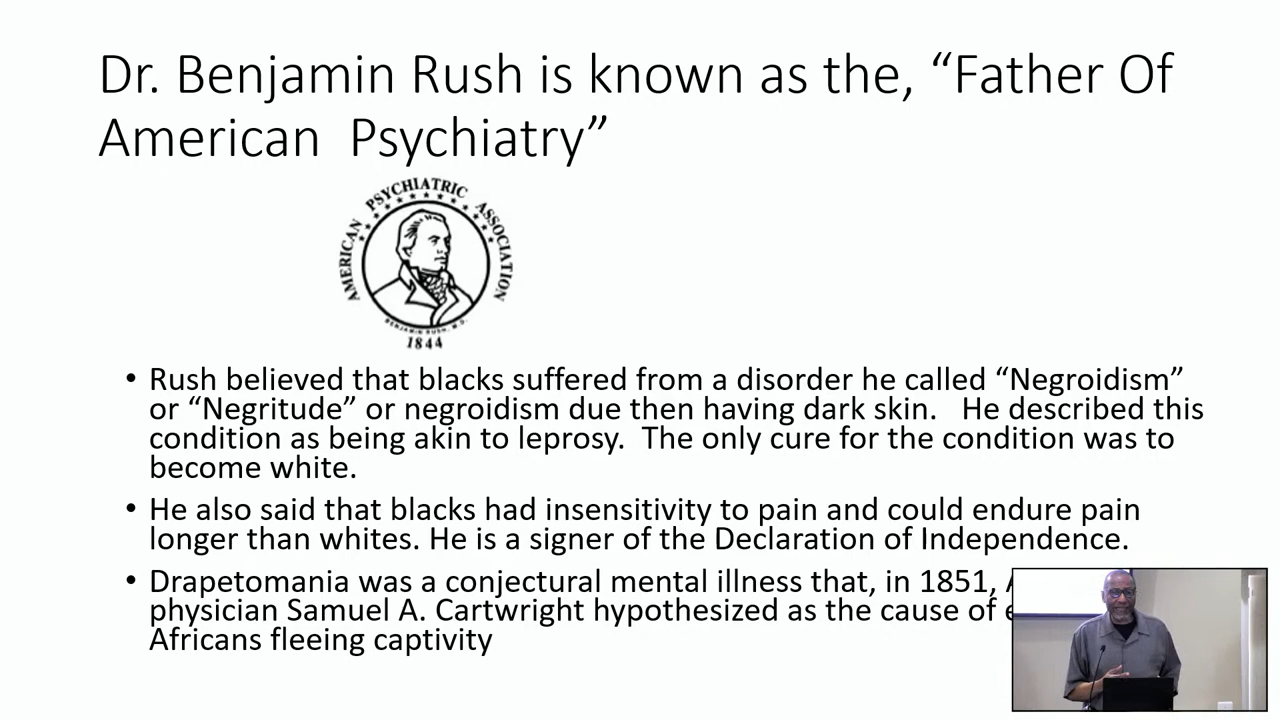 Dr. Benjamin Rush is known as the, “Father Of
American  Psychiatry”
AMERICAN PSYCHIATRIC ASSOCIATION
BENJAMIN RUSH, M.D.
1844
• Rush believed that blacks suffered from a disorder he called “Negroidism”
or “Negritude” or negroidism due then having dark skin.   He described this
condition as being akin to leprosy.  The only cure for the condition was to
become white.
• He also said that blacks had insensitivity to pain and could endure pain
longer than whites. He is a signer of the Declaration of Independence.
• Drapetomania was a conjectural mental illness that, in 1851,
physician Samuel A. Cartwright hypothesized as the cause of
Africans fleeing captivity